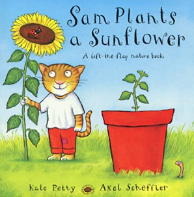 Sam Plants
a Sunflower
A lift-the-flap nature book
Kate Petty Axel Scheffler